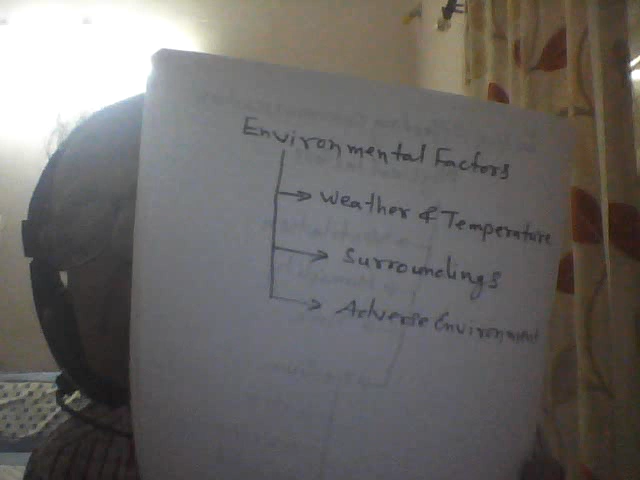 Environmental Factors
Weather & Temperature
Surroundings
Adverse Environment